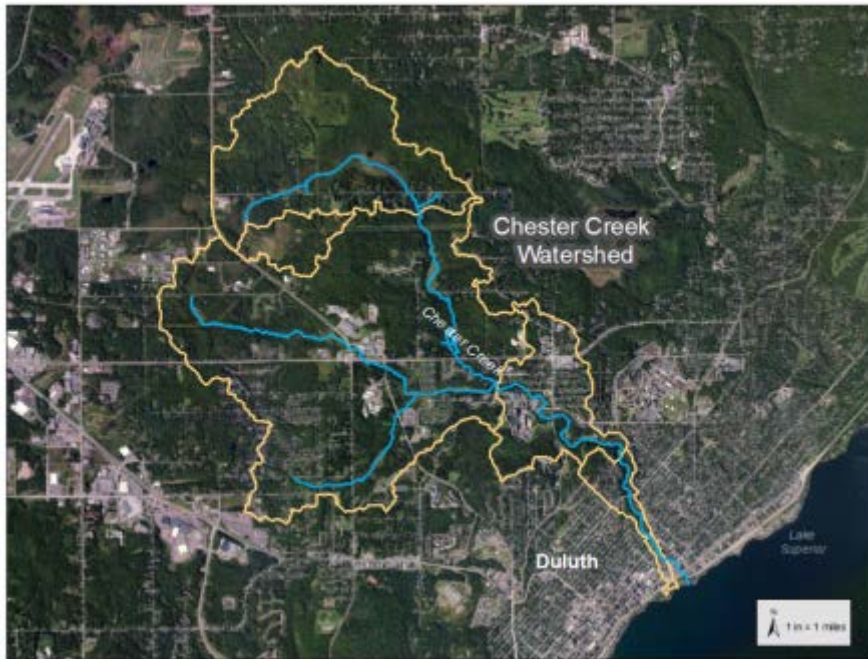 Chester Creek
Watershed
Chester Creek
Duluth
Lake
Superior
N
1 in = 1 miles